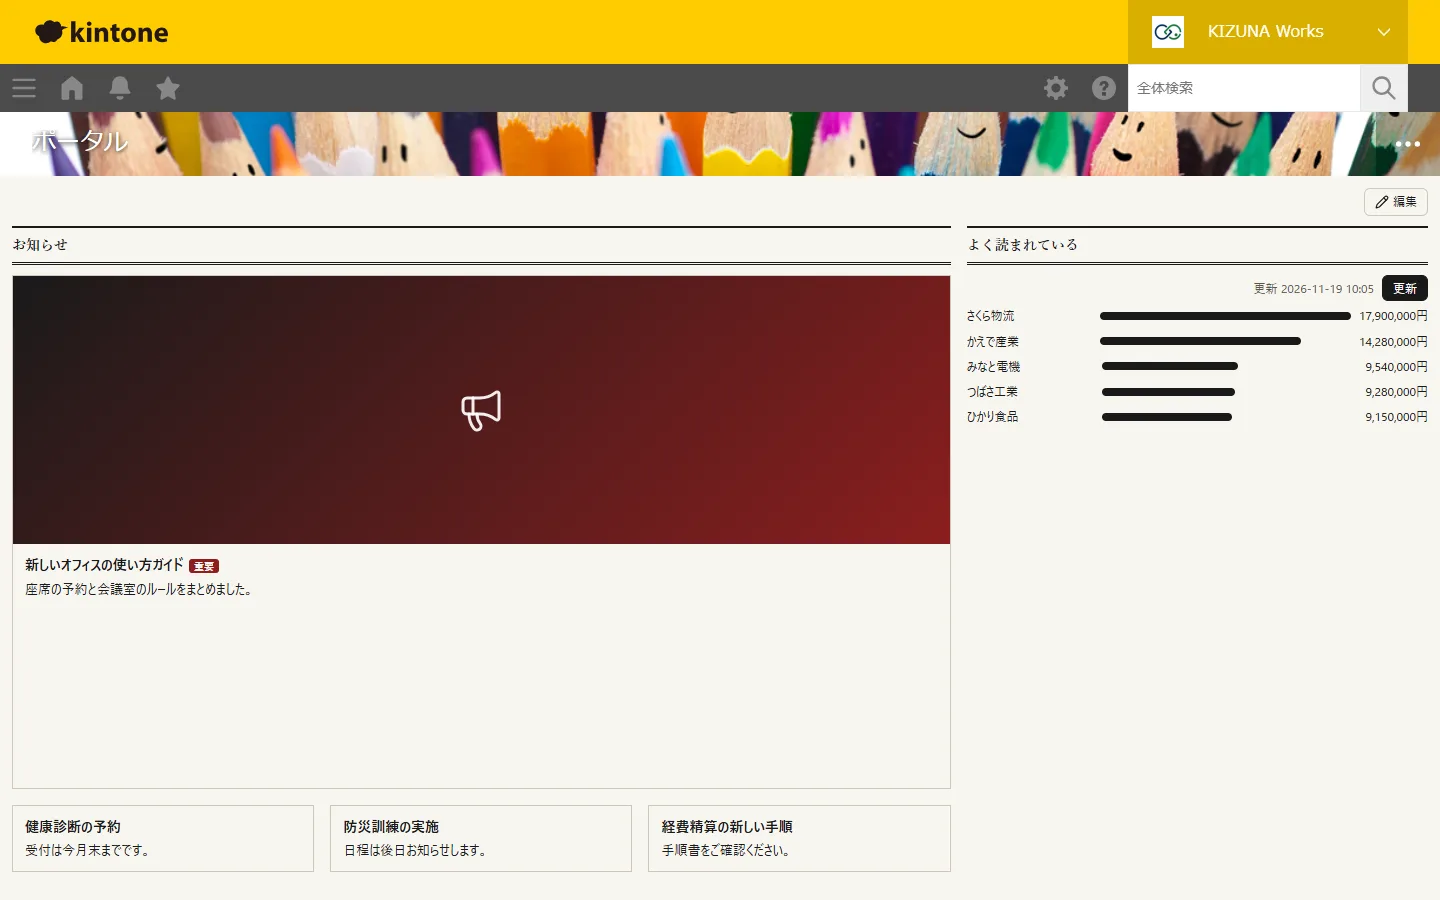 kintone
KIZUNA Works
全体検索
ポータル
編集
お知らせ
新しいオフィスの使い方ガイド 重要
座席の予約と会議室のルールをまとめました。
健康診断の予約
受付は今月末までです。
防災訓練の実施
日程は後日お知らせします。
経費精算の新しい手順
手順書をご確認ください。
よく読まれている
更新 2026-11-19 10:05 更新
さくら物流 17,900,000円
かえで産業 14,280,000円
みなと電機 9,540,000円
つばさ工業 9,280,000円
ひかり食品 9,150,000円